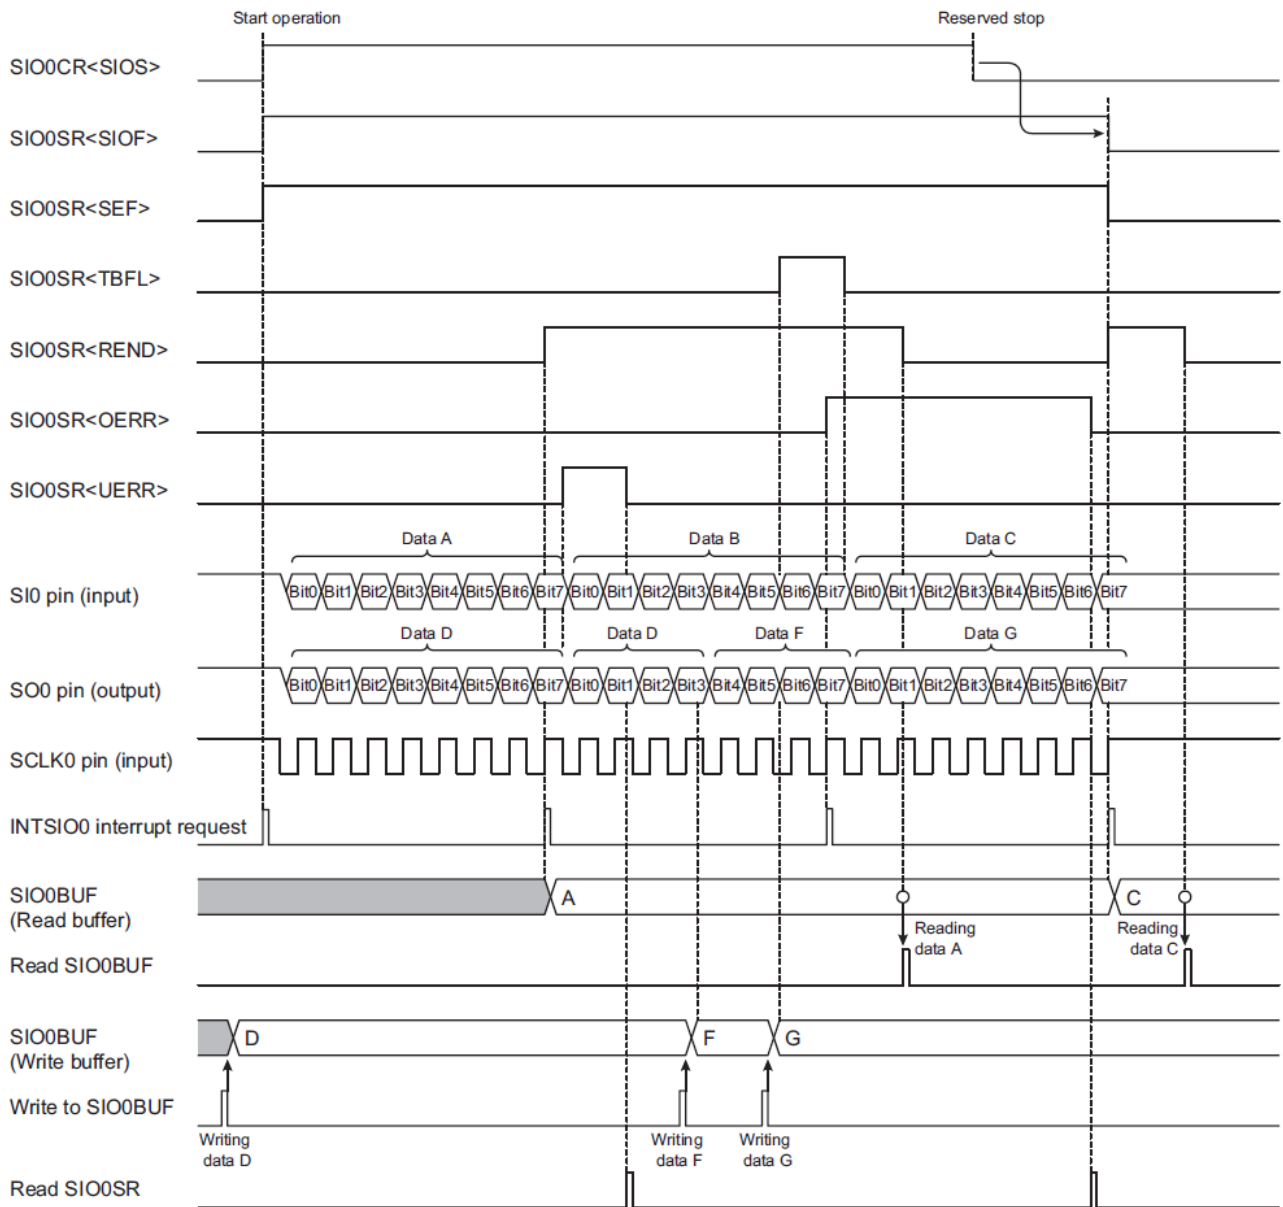 Start operation
Reserved stop
SIO0CR<SIOS>
SIO0SR<SIOF>
SIO0SR<SEF>
SIO0SR<TBFL>
SIO0SR<REND>
SIO0SR<OERR>
SIO0SR<UERR>
Data A Data B Data C
SI0 pin (input) Bit0 Bit1 Bit2 Bit3 Bit4 Bit5 Bit6 Bit7 Bit0 Bit1 Bit2 Bit3 Bit4 Bit5 Bit6 Bit7 Bit0 Bit1 Bit2 Bit3 Bit4 Bit5 Bit6 Bit7
Data D Data D Data F Data G
SO0 pin (output) Bit0 Bit1 Bit2 Bit3 Bit4 Bit5 Bit6 Bit7 Bit0 Bit1 Bit2 Bit3 Bit4 Bit5 Bit6 Bit7 Bit0 Bit1 Bit2 Bit3 Bit4 Bit5 Bit6 Bit7
SCLK0 pin (input)
INTSIO0 interrupt request
SIO0BUF
(Read buffer)
A
C
Reading
data A
Reading
data C
Read SIO0BUF
SIO0BUF
(Write buffer)
D
F
G
Write to SIO0BUF
Writing
data D
Writing
data F
Writing
data G
Read SIO0SR